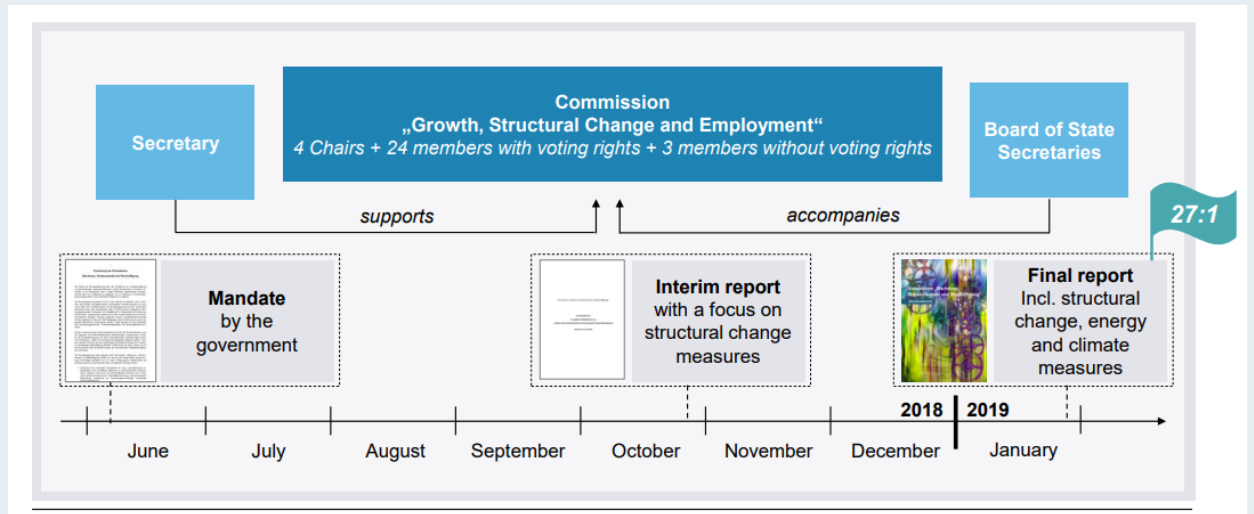 Commission
„Growth, Structural Change and Employment“
4 Chairs + 24 members with voting rights + 3 members without voting rights
Secretary
Board of State
Secretaries
supports
accompanies
27:1
Mandate
by the
government
Interim report
with a focus on
structural change
measures
Final report
Incl. structural
change, energy
and climate
measures
2018
2019
June
July
August
September
October
November
December
January